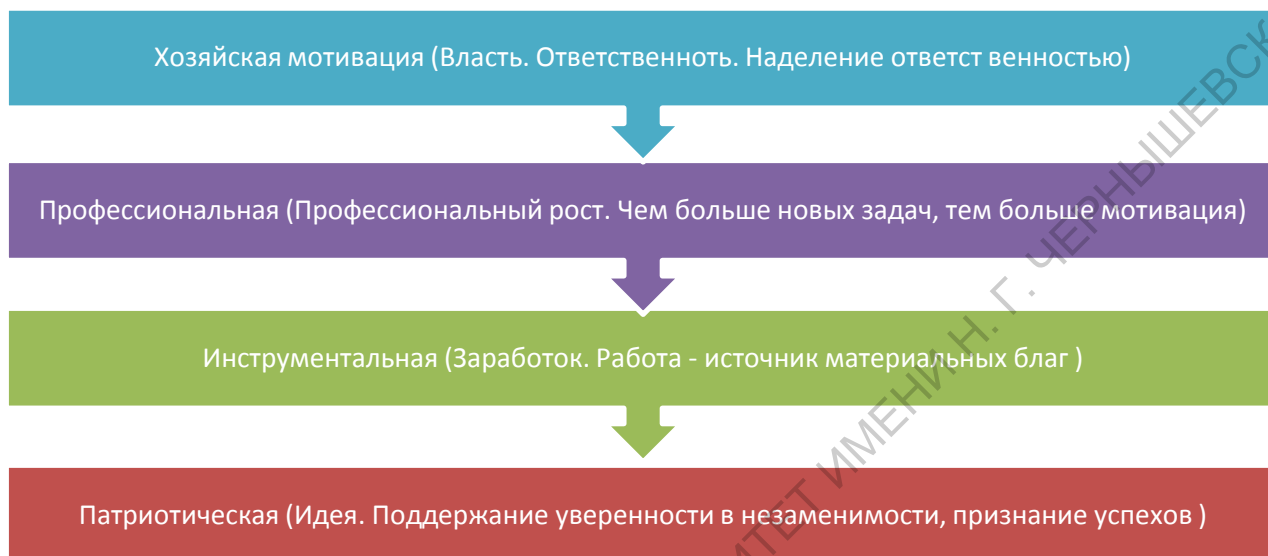 Хозяйская мотивация (Власть. Ответственноть. Наделение ответст венностью)
Профессиональная (Профессиональный рост. Чем больше новых задач, тем больше мотивация)
Инструментальная (Заработок. Работа - источник материальных благ )
Патриотическая (Идея. Поддержание уверенности в незаменимости, признание успехов )
ИМЕНИ Н. Г.